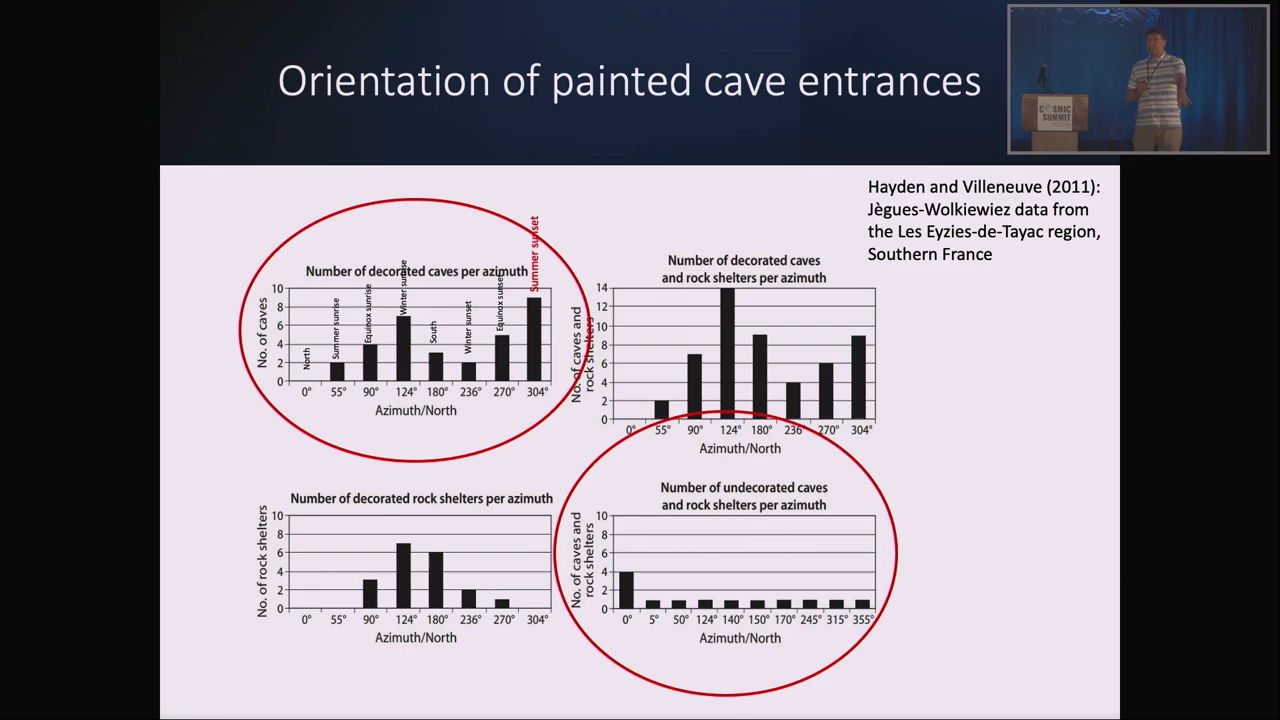 Orientation of painted cave entrances
COSMIC
SUMMIT
Hayden and Villeneuve (2011):
Jègues-Wolkiewiez data from
the Les Eyzies-de-Tayac region,
Southern France
Number of decorated caves per azimuth
No. of caves
10
8
6
4
2
0
North
Summer sunrise
Equinox sunrise
Winter sunrise
South
Winter sunset
Equinox sunset
Summer sunset
0° 55° 90° 124° 180° 236° 270° 304°
Azimuth/North
Number of decorated caves
and rock shelters per azimuth
No. of caves and
rock shelters
14
12
10
8
6
4
2
0
0° 55° 90° 124° 180° 236° 270° 304°
Azimuth/North
Number of decorated rock shelters per azimuth
No. of rock shelters
10
8
6
4
2
0
0° 55° 90° 124° 180° 236° 270° 304°
Azimuth/North
Number of undecorated caves
and rock shelters per azimuth
No. of caves and
rock shelters
10
8
6
4
2
0
0° 5° 50° 124° 140° 150° 170° 245° 315° 355°
Azimuth/North